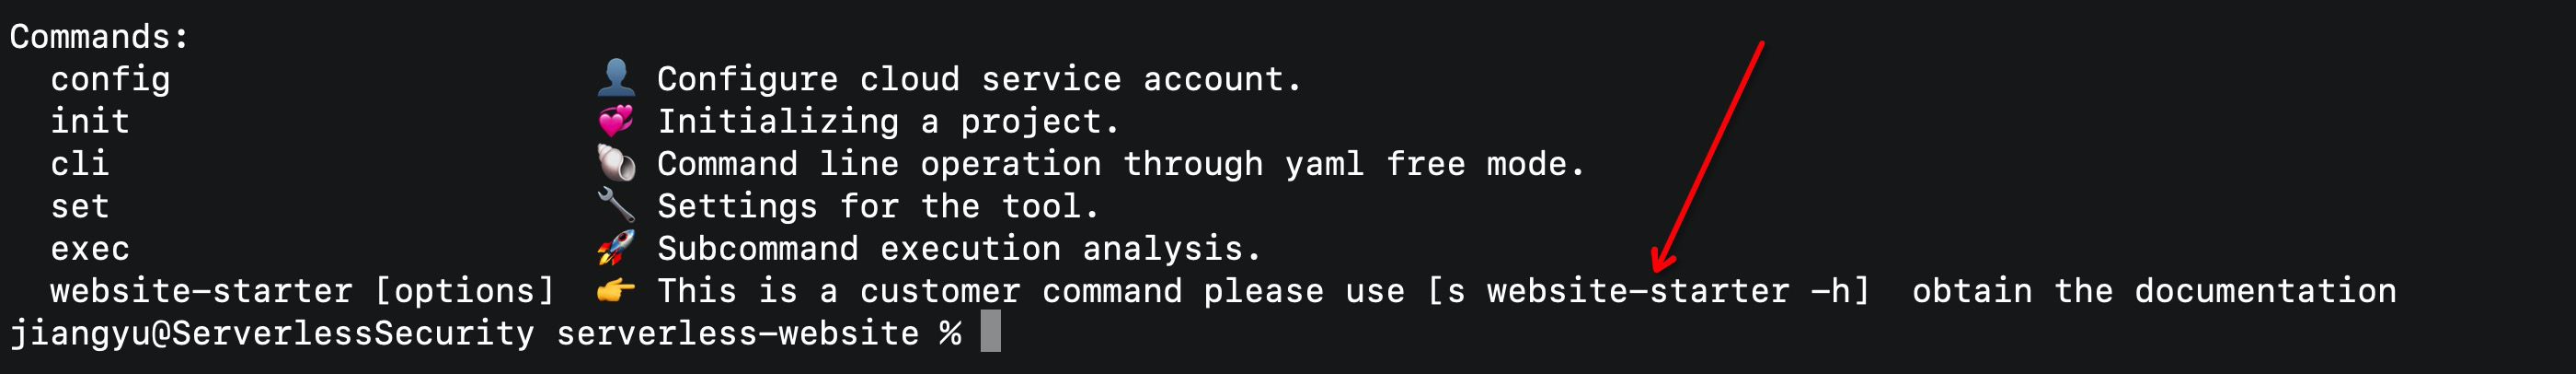 Commands:
config 👤 Configure cloud service account.
init 💞 Initializing a project.
cli 🐚 Command line operation through yaml free mode.
set 🔧 Settings for the tool.
exec 🚀 Subcommand execution analysis.
website-starter [options] 👉 This is a customer command please use [s website-starter -h]  obtain the documentation
jiangyu@ServerlessSecurity serverless-website %